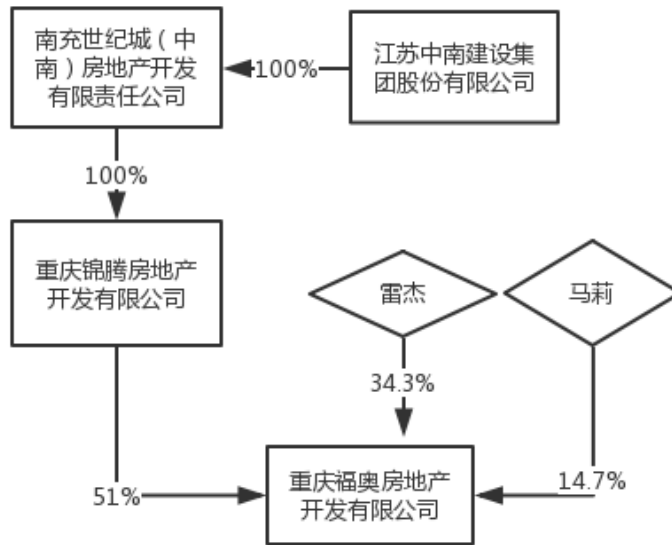 南充世纪城（中
南）房地产开发
有限责任公司
100%
江苏中南建设集
团股份有限公司
100%
重庆锦腾房地产
开发有限公司
雷杰
马莉
34.3%
51%
重庆福奥房地产
开发有限公司
14.7%